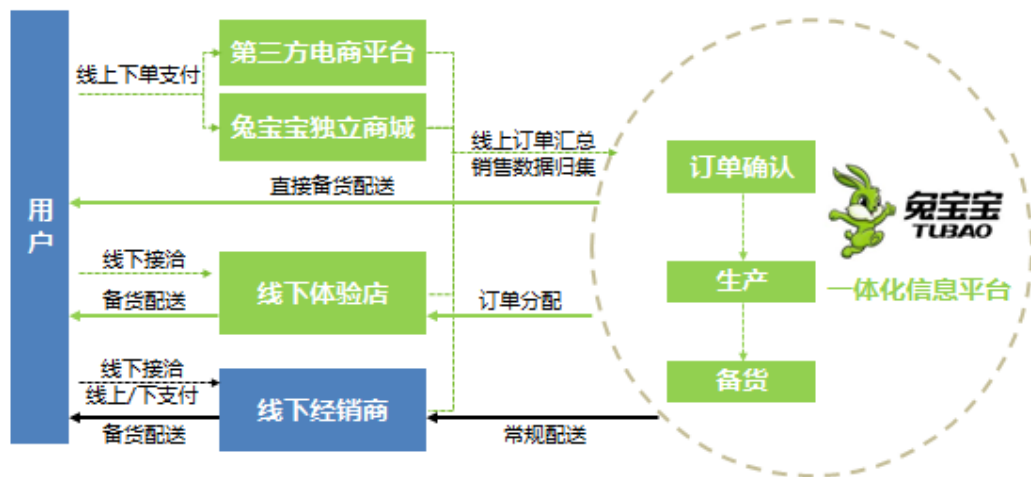 用户
线上下单支付
第三方电商平台
兔宝宝独立商城
线上订单汇总
销售数据归集
直接备货配送
线下接洽
备货配送
线下体验店
订单分配
线下接洽
线上/下支付
备货配送
线下经销商
常规配送
订单确认
生产
备货
兔宝宝
TUBAO
一体化信息平台